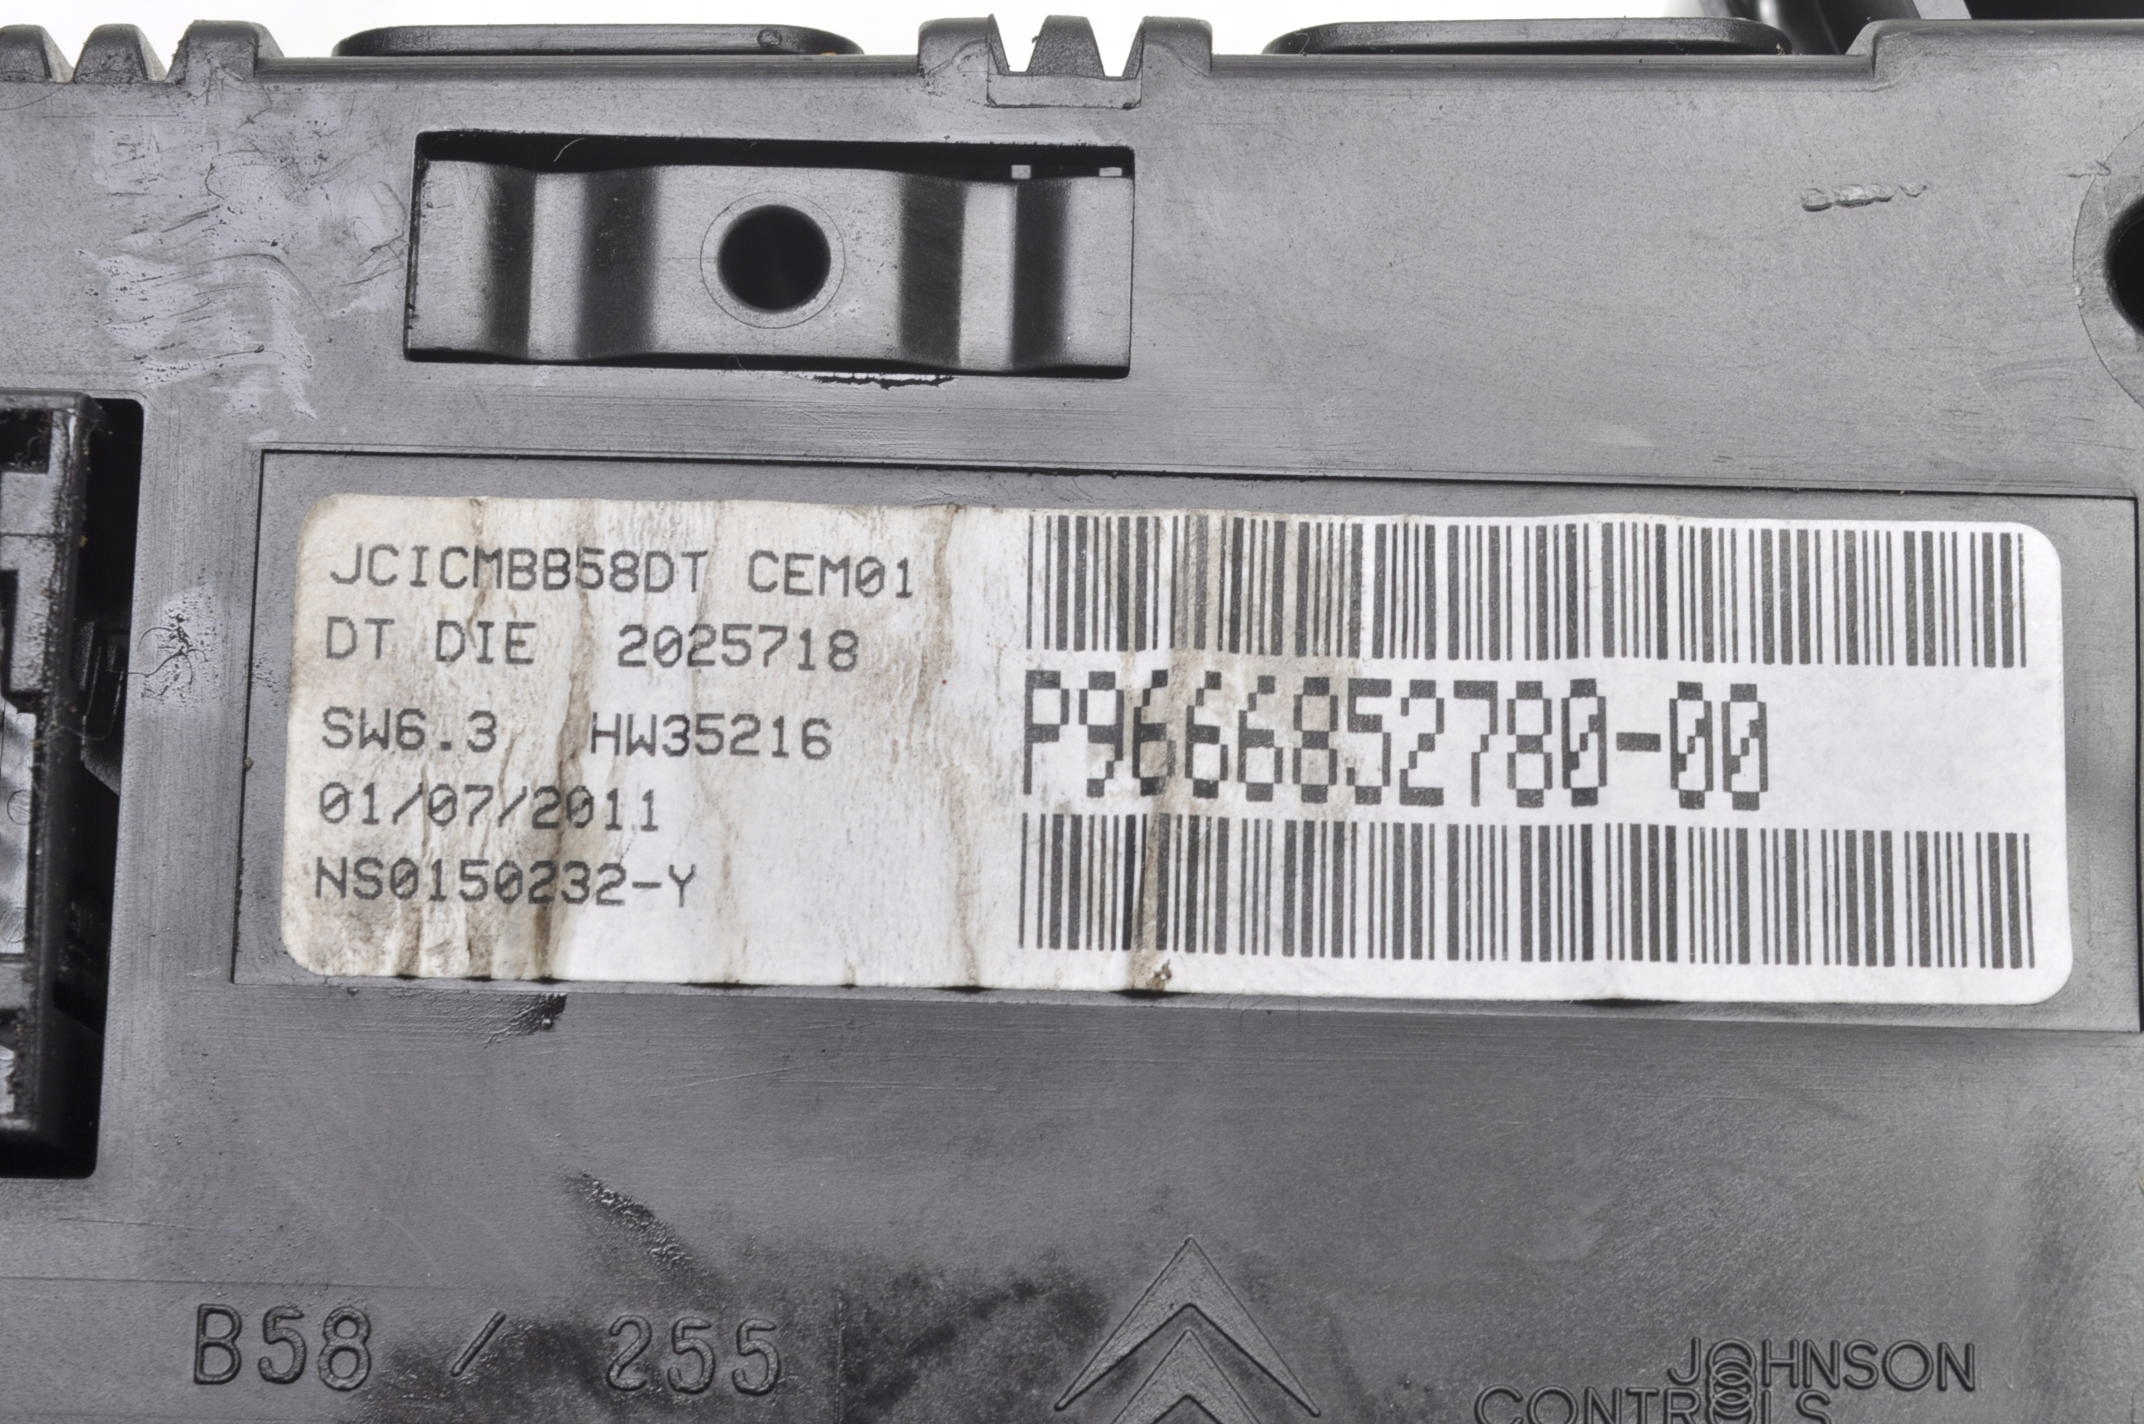 JCICMBB58DT CEM01
DT DIE 2025718
SW6.3 HW35216
01/07/2011
NS0150232-Y
P9666852780-00
B58 / 255
JOHNSON
CONTROLS